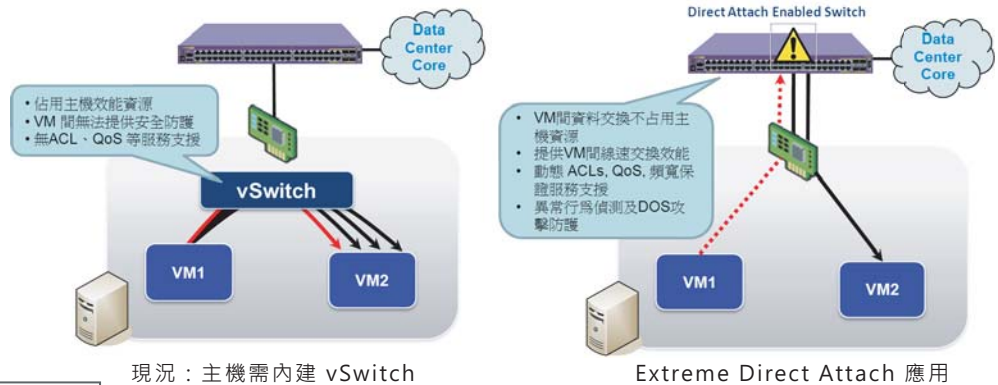 Data
Center
Core
• 佔用主機效能資源
• VM 間無法提供安全防護
• 無ACL、QoS 等服務支援
vSwitch
VM1
VM2
現況：主機需內建 vSwitch
Direct Attach Enabled Switch
Data
Center
Core
• VM間資料交換不占用主
機資源
• 提供VM間線速交換效能
• 動態 ACLs, QoS, 頻寬保
證服務支援
• 異常行為偵測及DOS攻
擊防護
VM1
VM2
Extreme Direct Attach 應用